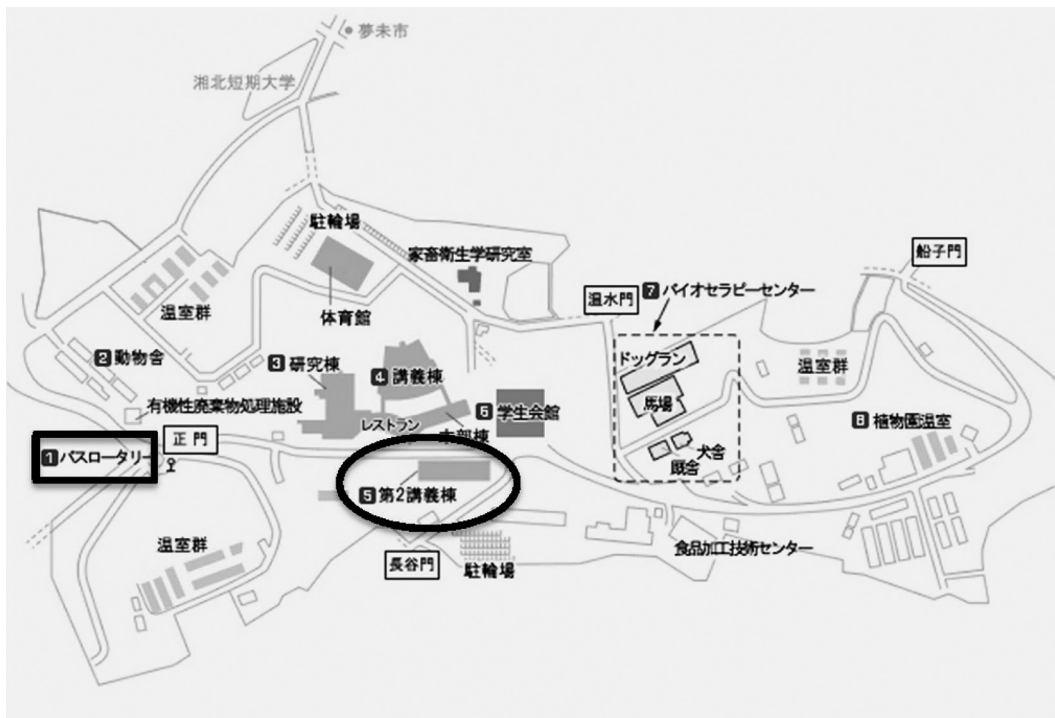 夢未市
湘北短期大学
駐輪場
家畜衛生学研究室
船子門
温水門
7 バイオセラピーセンター
温室群
体育館
ドッグラン
2 動物舎
3 研究棟
4 講義棟
温室群
馬場
有機性廃棄物処理施設
レストラン
本部棟
6 学生会館
8 植物園温室
正門
犬舎
厩舎
1 バスロータリー
5 第2講義棟
温室群
長谷門
駐輪場
食品加工技術センター